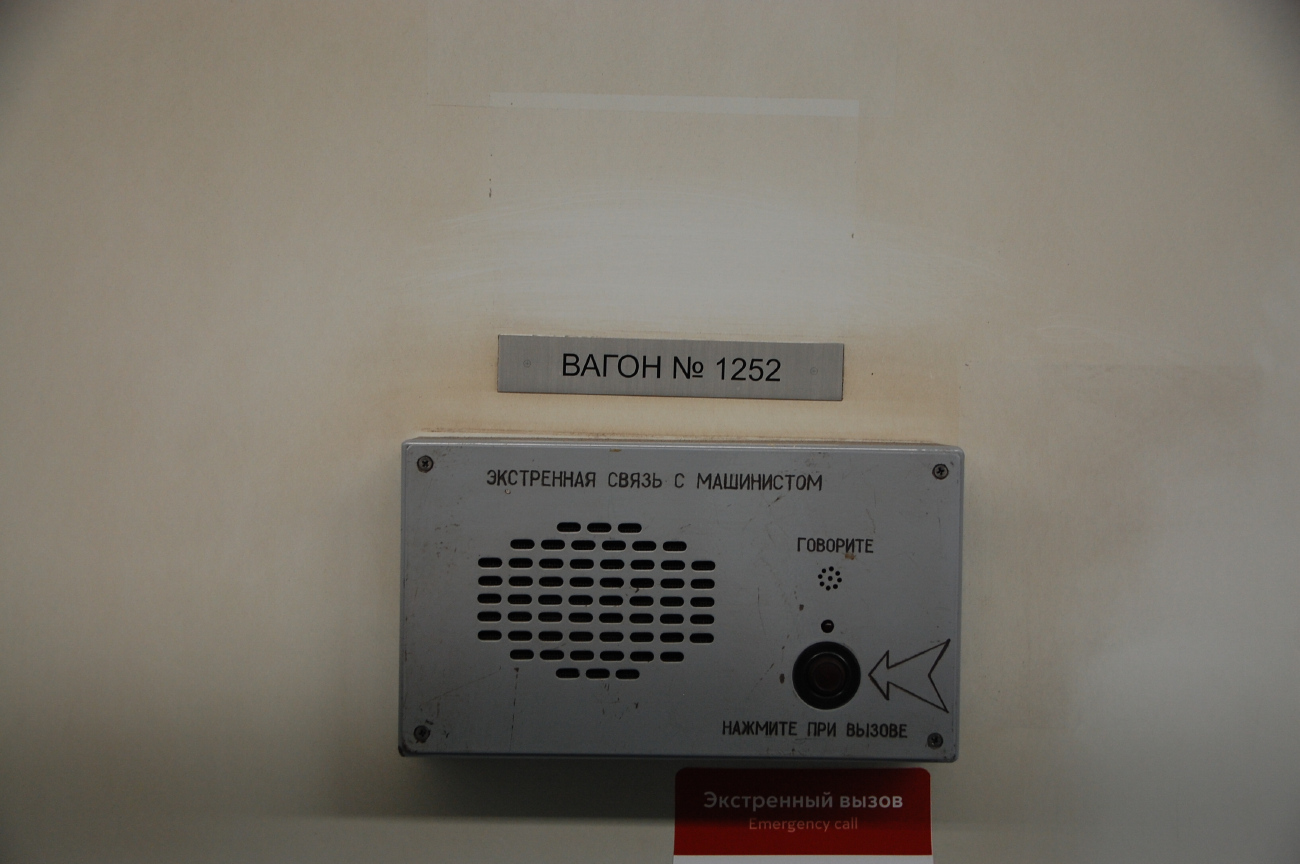 ВАГОН № 1252
ЭКСТРЕННАЯ СВЯЗЬ С МАШИНИСТОМ
ГОВОРИТЕ
НАЖМИТЕ ПРИ ВЫЗОВЕ
Экстренный вызов
Emergency call